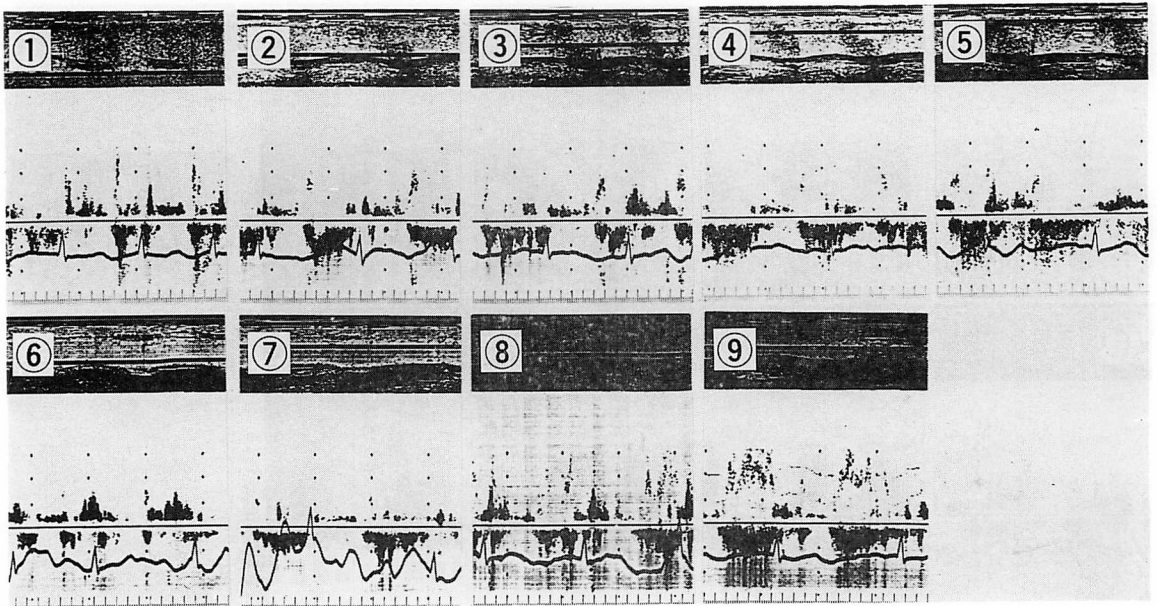 ① ② ③ ④ ⑤
⑥ ⑦ ⑧ ⑨